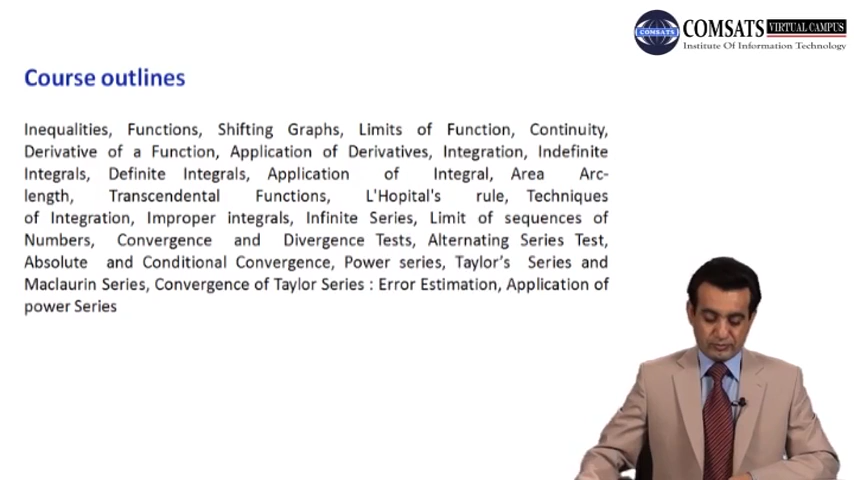 COMSATS VIRTUAL CAMPUS
COMSATS
Institute Of Information Technology
Course outlines
Inequalities, Functions, Shifting Graphs, Limits of Function, Continuity,
Derivative of a Function, Application of Derivatives, Integration, Indefinite
Integrals, Definite Integrals, Application of Integral, Area Arc-
length, Transcendental Functions, L'Hopital's rule, Techniques
of Integration, Improper integrals, Infinite Series, Limit of sequences of
Numbers, Convergence and Divergence Tests, Alternating Series Test,
Absolute and Conditional Convergence, Power series, Taylor’s Series and
Maclaurin Series, Convergence of Taylor Series : Error Estimation, Application of
power Series